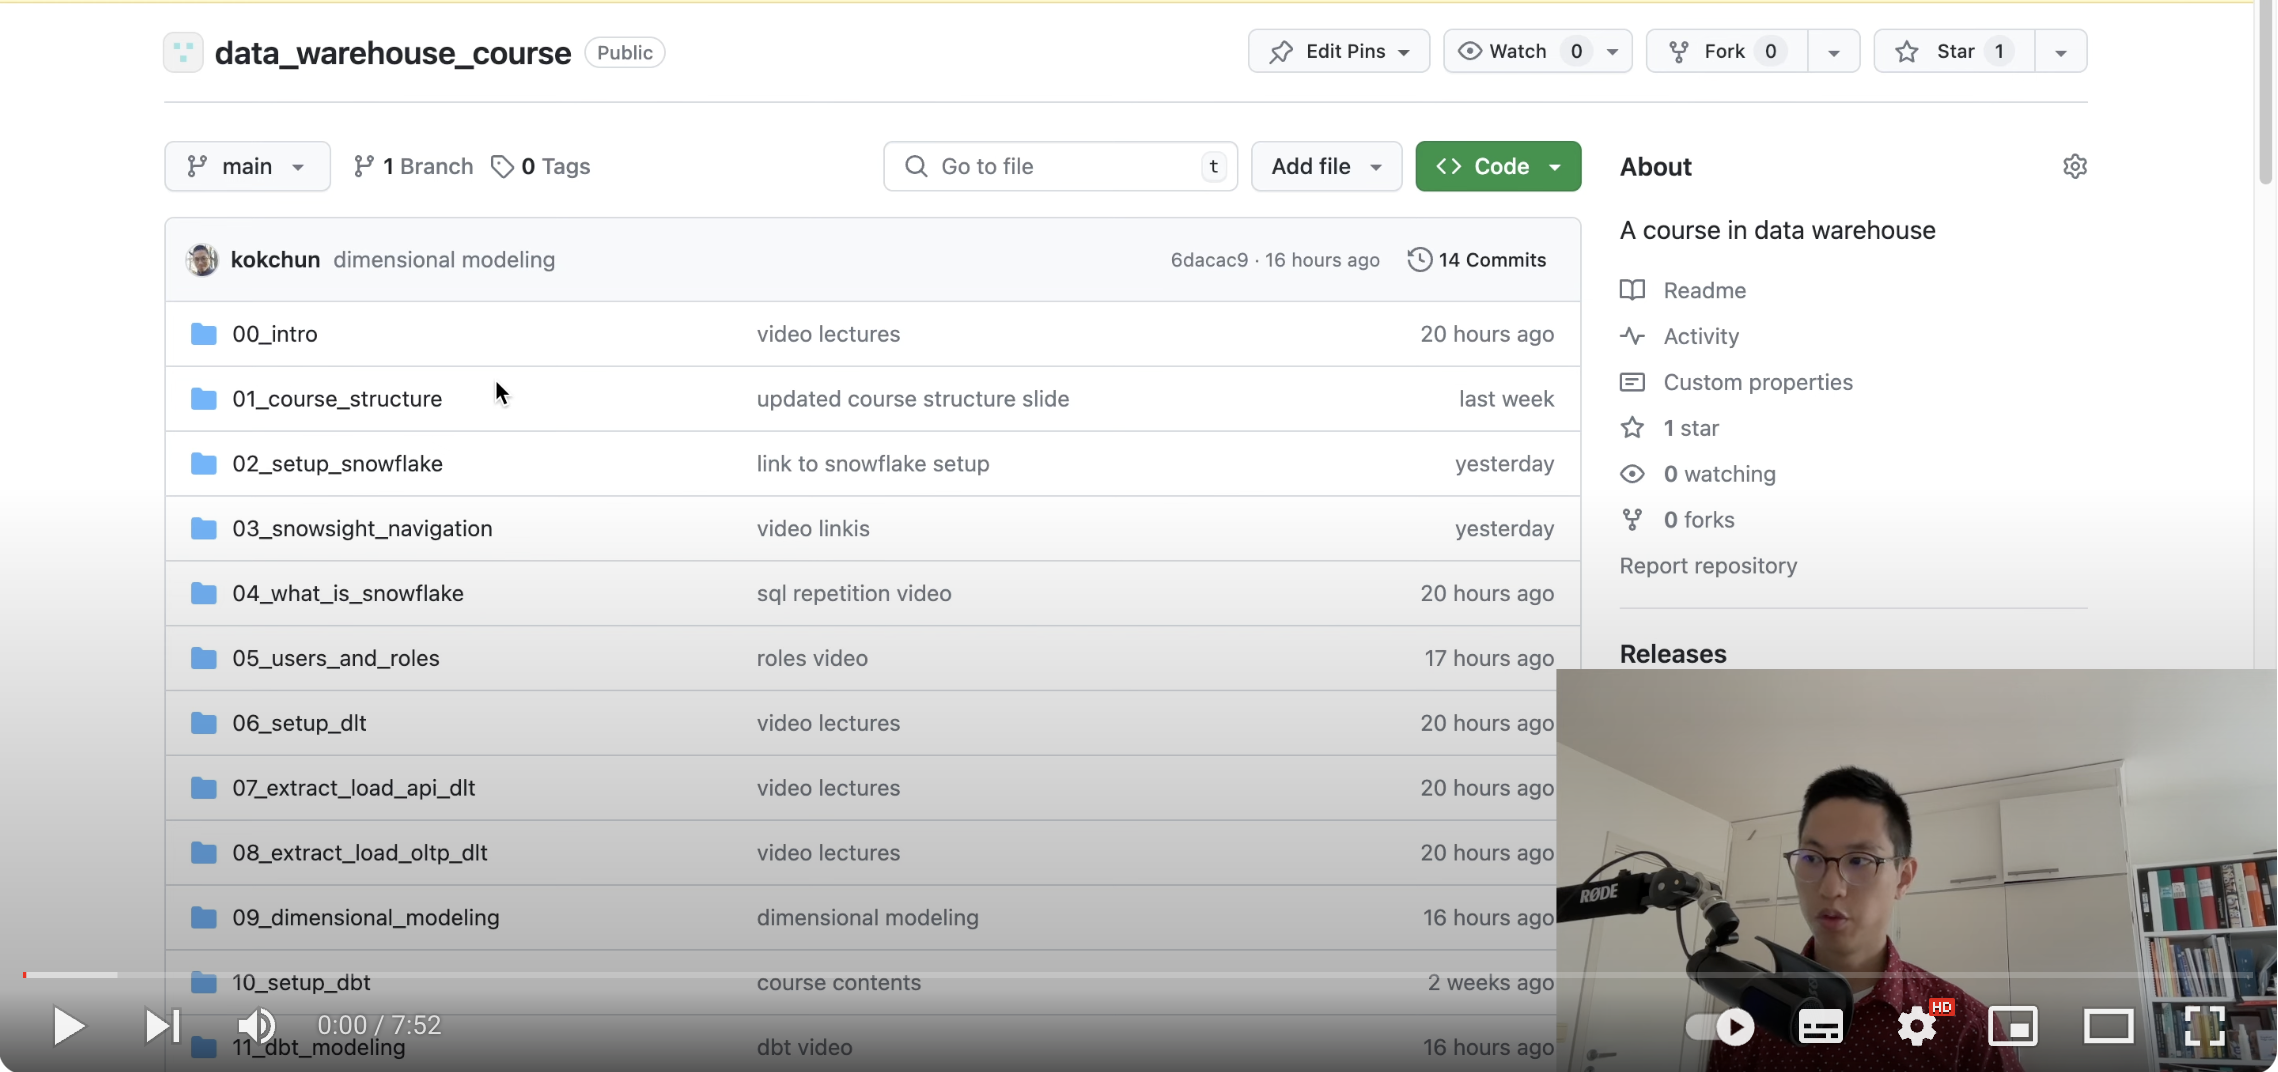 data_warehouse_course Public Edit Pins Watch 0 Fork 0 Star 1
main 1 Branch 0 Tags Go to file t Add file Code
kokchun dimensional modeling 6dacac9 · 16 hours ago 14 Commits
00_intro video lectures 20 hours ago
01_course_structure updated course structure slide last week
02_setup_snowflake link to snowflake setup yesterday
03_snowsight_navigation video linkis yesterday
04_what_is_snowflake sql repetition video 20 hours ago
05_users_and_roles roles video 17 hours ago
06_setup_dlt video lectures 20 hours ago
07_extract_load_api_dlt video lectures 20 hours ago
08_extract_load_oltp_dlt video lectures 20 hours ago
09_dimensional_modeling dimensional modeling 16 hours ago
10_setup_dbt course contents 2 weeks ago
11_dbt_modeling dbt video 16 hours ago
About
A course in data warehouse
Readme
Activity
Custom properties
1 star
0 watching
0 forks
Report repository
Releases
RØDE
0:00 / 7:52
HD